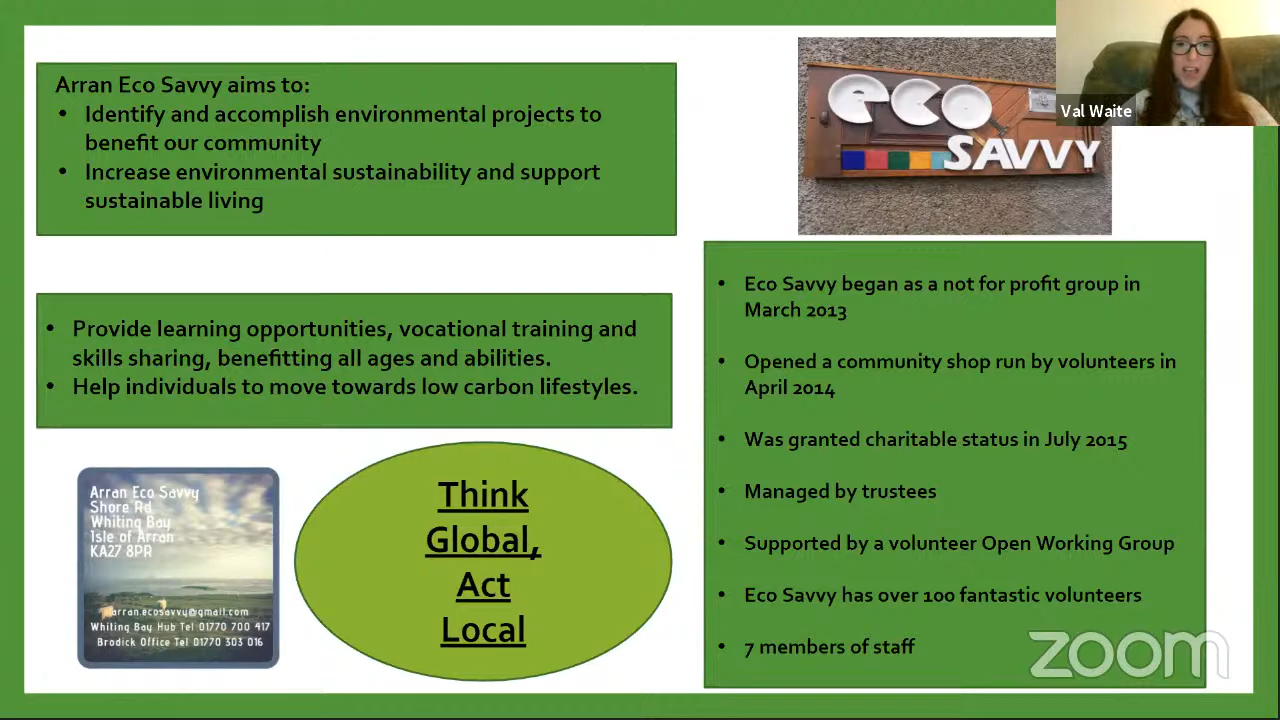 Arran Eco Savvy aims to:
• Identify and accomplish environmental projects to
benefit our community
• Increase environmental sustainability and support
sustainable living
• Provide learning opportunities, vocational training and
skills sharing, benefitting all ages and abilities.
• Help individuals to move towards low carbon lifestyles.
Arran Eco Savvy
Shore Rd
Whiting Bay
Isle of Arran
KA27 8PR
arran.ecosavvy@gmail.com
Whiting Bay Hub Tel 01770 700 417
Brodick Office Tel 01770 303 016
Think
Global,
Act
Local
eco
SAVVY
Val Waite
• Eco Savvy began as a not for profit group in
March 2013
• Opened a community shop run by volunteers in
April 2014
• Was granted charitable status in July 2015
• Managed by trustees
• Supported by a volunteer Open Working Group
• Eco Savvy has over 100 fantastic volunteers
• 7 members of staff
zoom